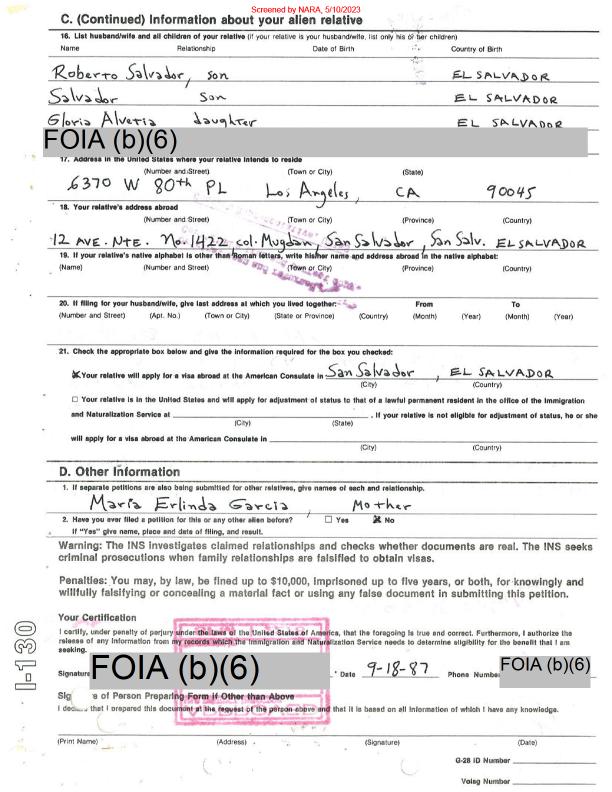 Screened by NARA, 5/10/2023
C. (Continued) Information about your alien relative
16. List husband/wife and all children of your relative (if your relative is your husband/wife, list only his or her children)
Name Relationship Date of Birth Country of Birth
Roberto Salvador, son EL SALVADOR
Salvador son EL SALVADOR
Gloria Alveria daughter EL SALVADOR
FOIA (b)(6)
17. Address in the United States where your relative intends to reside
(Number and Street) (Town or City) (State)
6370 W 80th PL Los Angeles, CA 90045
18. Your relative's address abroad
(Number and Street) (Town or City) (Province) (Country)
12 AVE. NTE. No. 1422, col. Mugdan, San Salvador, San Salv. EL SALVADOR
19. If your relative's native alphabet is other than Roman letters, write his/her name and address abroad in the native alphabet:
(Name) (Number and Street) (Town or City) (Province) (Country)
20. If filing for your husband/wife, give last address at which you lived together: From To
(Number and Street) (Apt. No.) (Town or City) (State or Province) (Country) (Month) (Year) (Month) (Year)
21. Check the appropriate box below and give the information required for the box you checked:
☒ Your relative will apply for a visa abroad at the American Consulate in San Salvador, EL SALVADOR
(City) (Country)
☐ Your relative is in the United States and will apply for adjustment of status to that of a lawful permanent resident in the office of the Immigration
and Naturalization Service at . If your relative is not eligible for adjustment of status, he or she
(City) (State)
will apply for a visa abroad at the American Consulate in
(City) (Country)
D. Other Information
1. If separate petitions are also being submitted for other relatives, give names of each and relationship.
Maria Erlinda Garcia, Mother
2. Have you ever filed a petition for this or any other alien before? ☐ Yes ☒ No
If "Yes" give name, place and date of filing, and result.
Warning: The INS investigates claimed relationships and checks whether documents are real. The INS seeks
criminal prosecutions when family relationships are falsified to obtain visas.
Penalties: You may, by law, be fined up to $10,000, imprisoned up to five years, or both, for knowingly and
willfully falsifying or concealing a material fact or using any false document in submitting this petition.
Your Certification
I certify, under penalty of perjury under the laws of the United States of America, that the foregoing is true and correct. Furthermore, I authorize the
release of any information from my records which the Immigration and Naturalization Service needs to determine eligibility for the benefit that I am
seeking.
Signature FOIA (b)(6) Date 9-18-87 Phone Number FOIA (b)(6)
Sig e of Person Preparing Form if Other than Above
I declare that I prepared this document at the request of the person above and that it is based on all information of which I have any knowledge.
(Print Name) (Address) (Signature) (Date)
G-28 ID Number
Volag Number
I-130